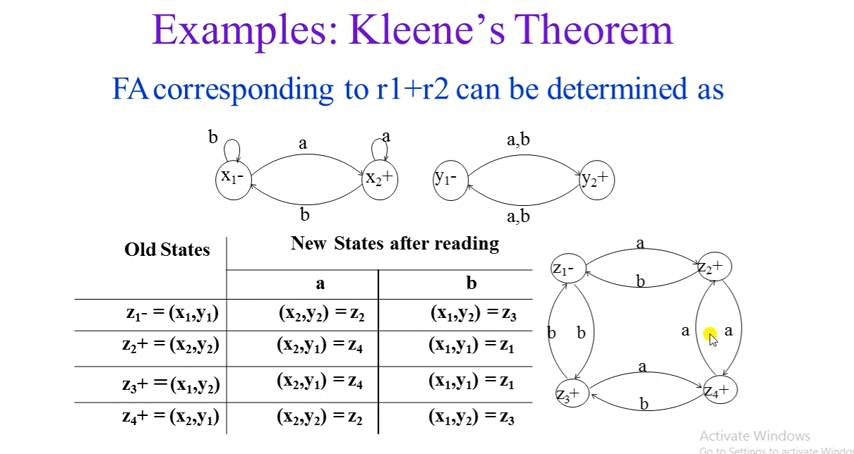 Examples: Kleene's Theorem
FA corresponding to r1+r2 can be determined as
b a a a,b
x₁- x₂+ y₁- y₂+
b a,b
Old States New States after reading
a b
z₁- = (x₁,y₁) (x₂,y₂) = z₂ (x₁,y₂) = z₃
z₂+ = (x₂,y₂) (x₂,y₁) = z₄ (x₁,y₁) = z₁
z₃+ = (x₁,y₂) (x₂,y₁) = z₄ (x₁,y₁) = z₁
z₄+ = (x₂,y₁) (x₂,y₂) = z₂ (x₁,y₂) = z₃
a
z₁- z₂+
b
b b a a
a
z₃+ z₄+
b
Activate Windows
Go to Settings to activate Windows